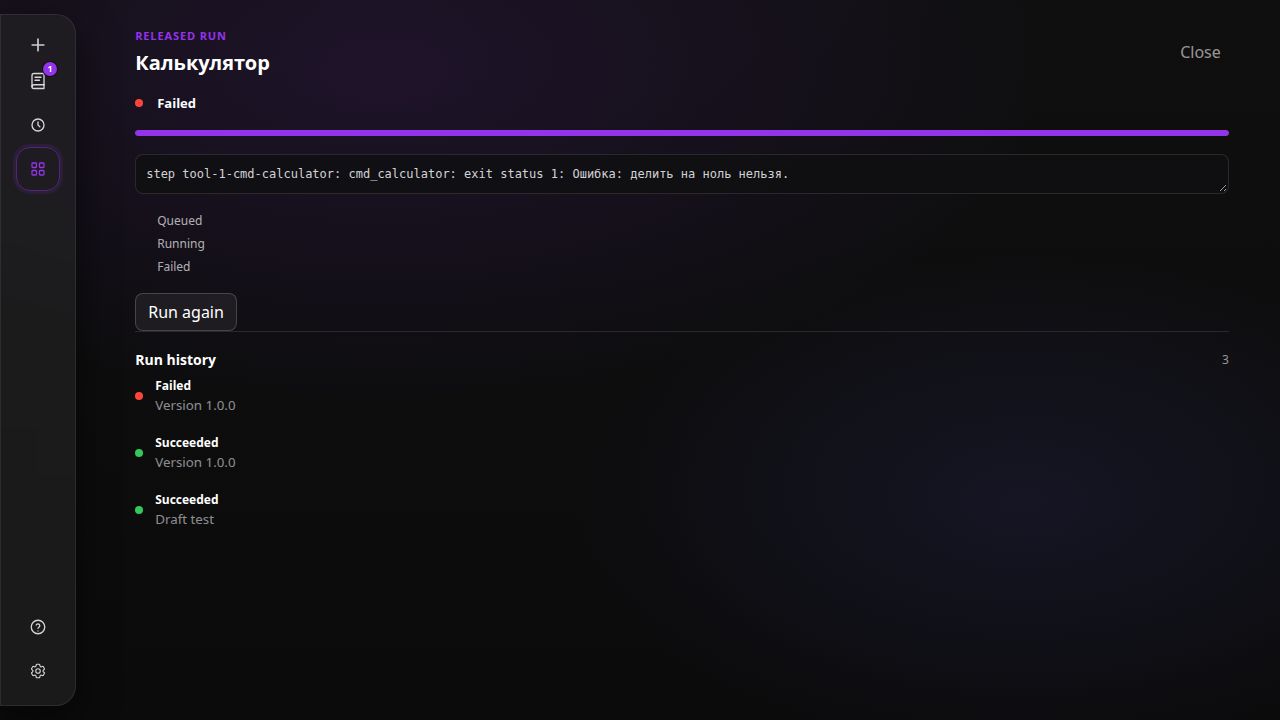 1
RELEASED RUN
Калькулятор
Close
Failed
step tool-1-cmd-calculator: cmd_calculator: exit status 1: Ошибка: делить на ноль нельзя.
Queued
Running
Failed
Run again
Run history
3
Failed
Version 1.0.0
Succeeded
Version 1.0.0
Succeeded
Draft test